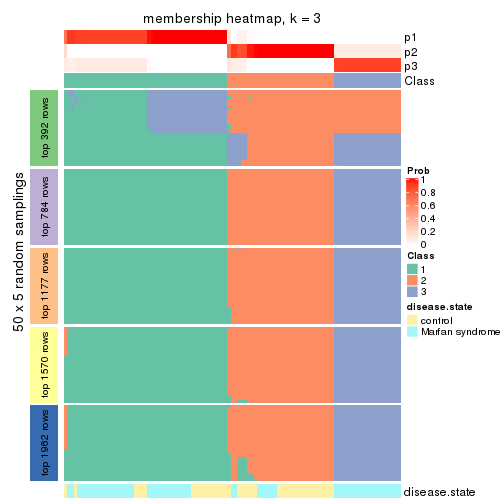 membership heatmap, k = 3
p1
p2
p3
Class
50 x 5 random samplings
top 392 rows
top 784 rows
top 1177 rows
top 1570 rows
top 1962 rows
Prob
1
0.8
0.6
0.4
0.2
0
Class
1
2
3
disease.state
control
Marfan syndrome
disease.state